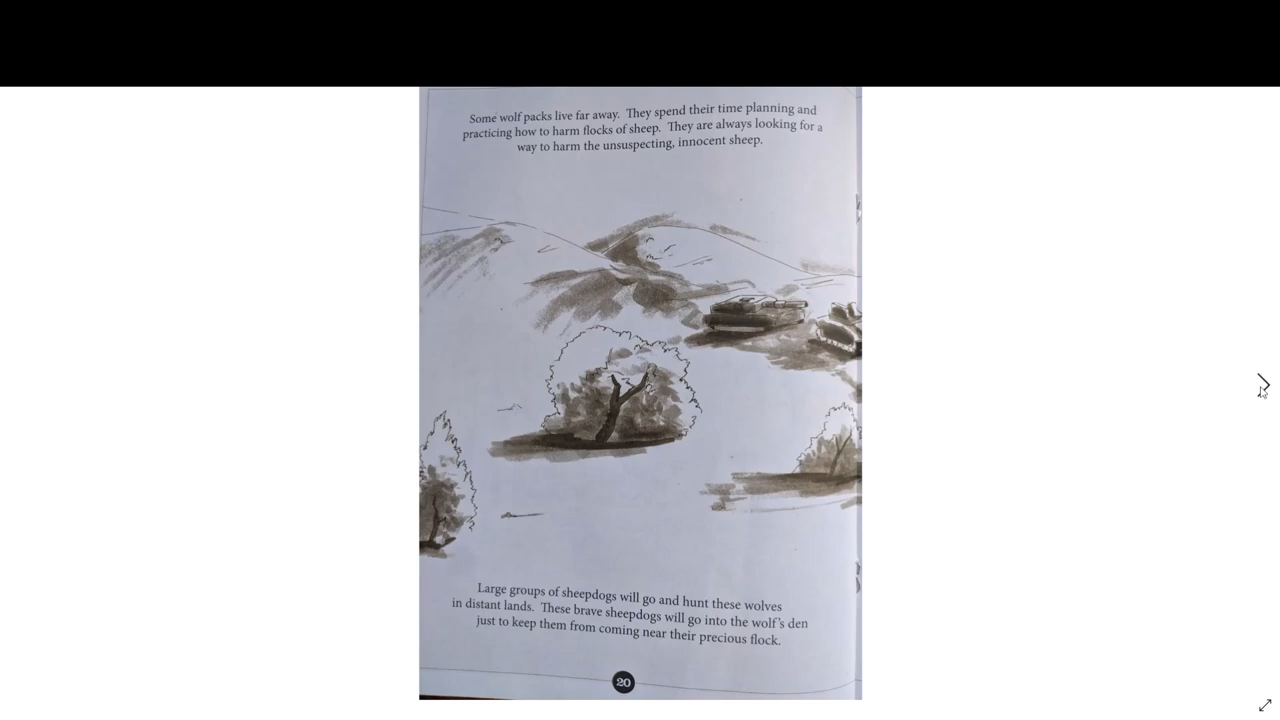 Some wolf packs live far away. They spend their time planning and
practicing how to harm flocks of sheep. They are always looking for a
way to harm the unsuspecting, innocent sheep.
Large groups of sheepdogs will go and hunt these wolves
in distant lands. These brave sheepdogs will go into the wolf's den
just to keep them from coming near their precious flock.
20